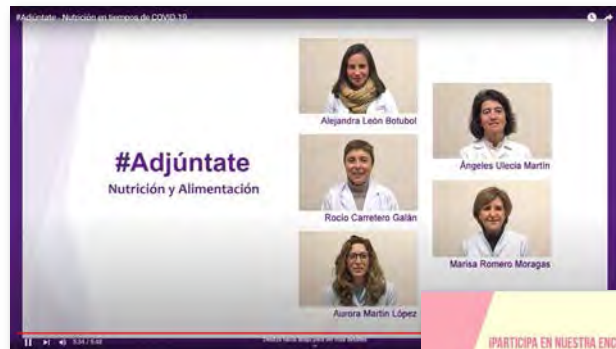 #Adjúntate - Nutrición en tiempos de COVID-19
#Adjúntate
Nutrición y Alimentación
Alejandra León Botubol
Ángeles Ulecia Martín
Rocío Carretero Galán
Marisa Romero Moragas
Aurora Martín López
¡PARTICIPA EN NUESTRA ENC